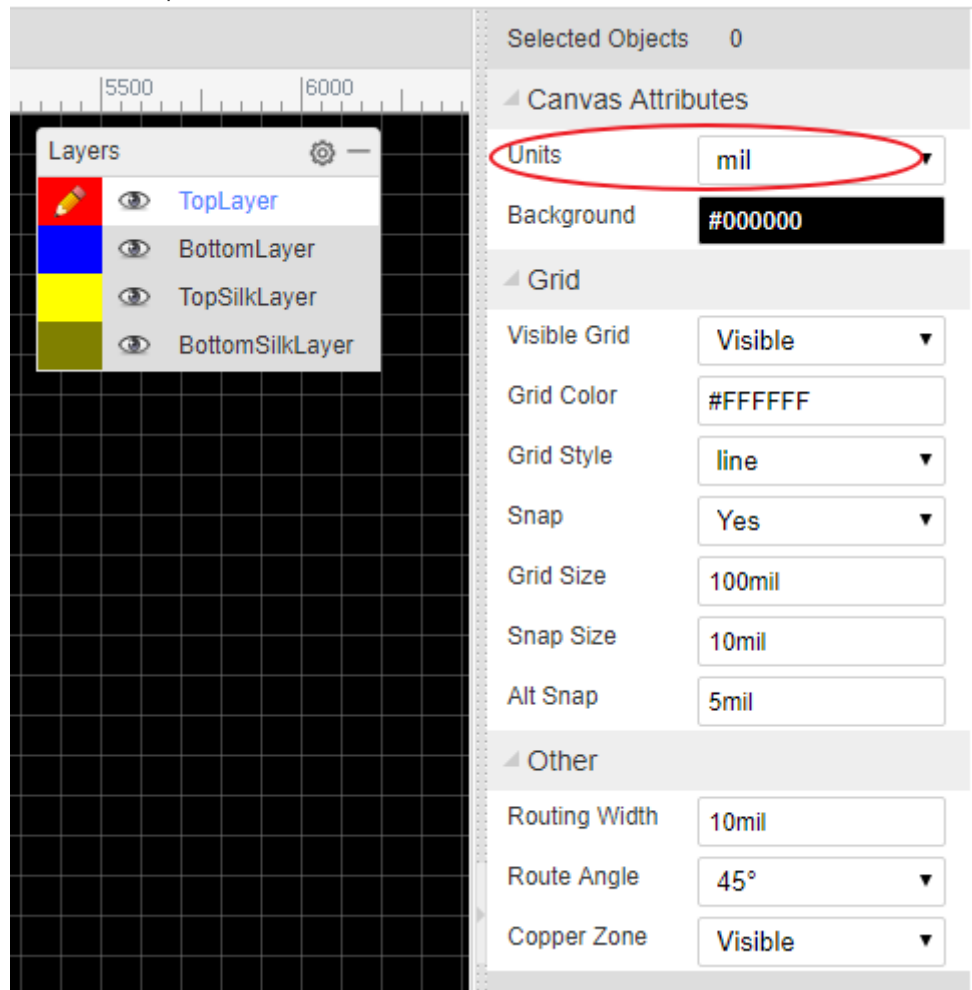 Selected Objects 0
5500 6000
Canvas Attributes
Layers
Units mil
TopLayer
Background #000000
BottomLayer
Grid
TopSilkLayer
Visible Grid Visible
BottomSilkLayer
Grid Color #FFFFFF
Grid Style line
Snap Yes
Grid Size 100mil
Snap Size 10mil
Alt Snap 5mil
Other
Routing Width 10mil
Route Angle 45°
Copper Zone Visible